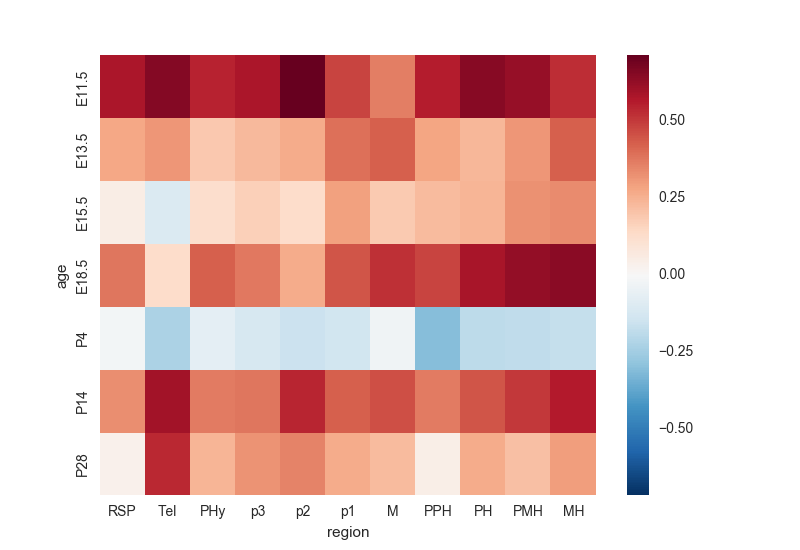 E11.5
E13.5
E15.5
E18.5
P4
P14
P28
age
RSP Tel PHy p3 p2 p1 M PPH PH PMH MH
region
0.50
0.25
0.00
−0.25
−0.50